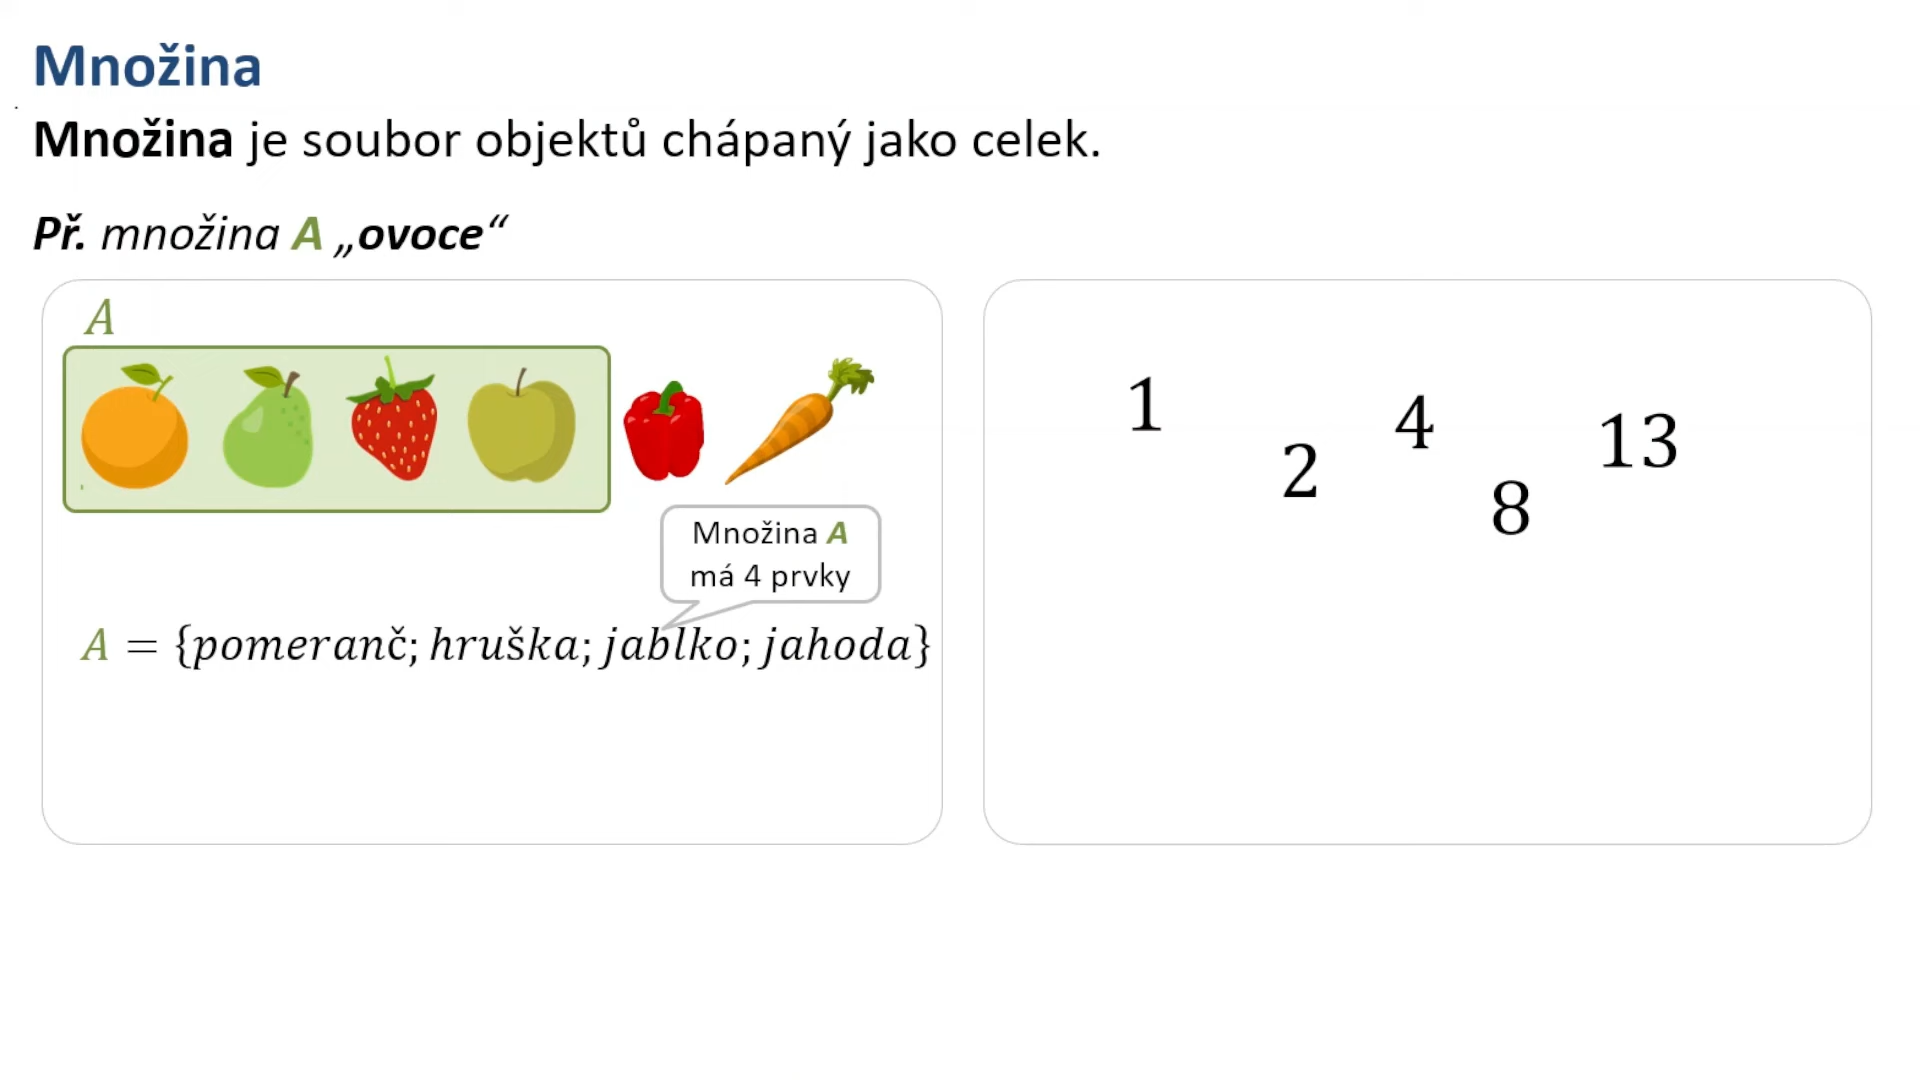 Množina
Množina je soubor objektů chápaný jako celek.
Př. množina A „ovoce“
A
Množina A
má 4 prvky
A = {pomeranč; hruška; jablko; jahoda}
1
4
13
2
8